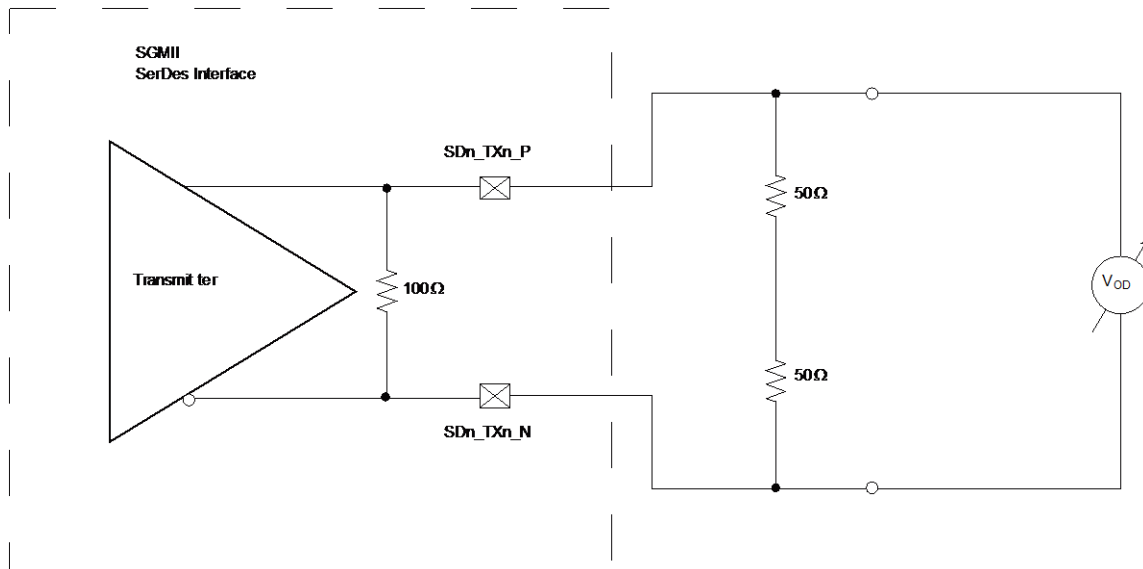 SGMII
SerDes Interface
SDn_TXn_P
50Ω
Transmit ter
100Ω
VOD
50Ω
SDn_TXn_N